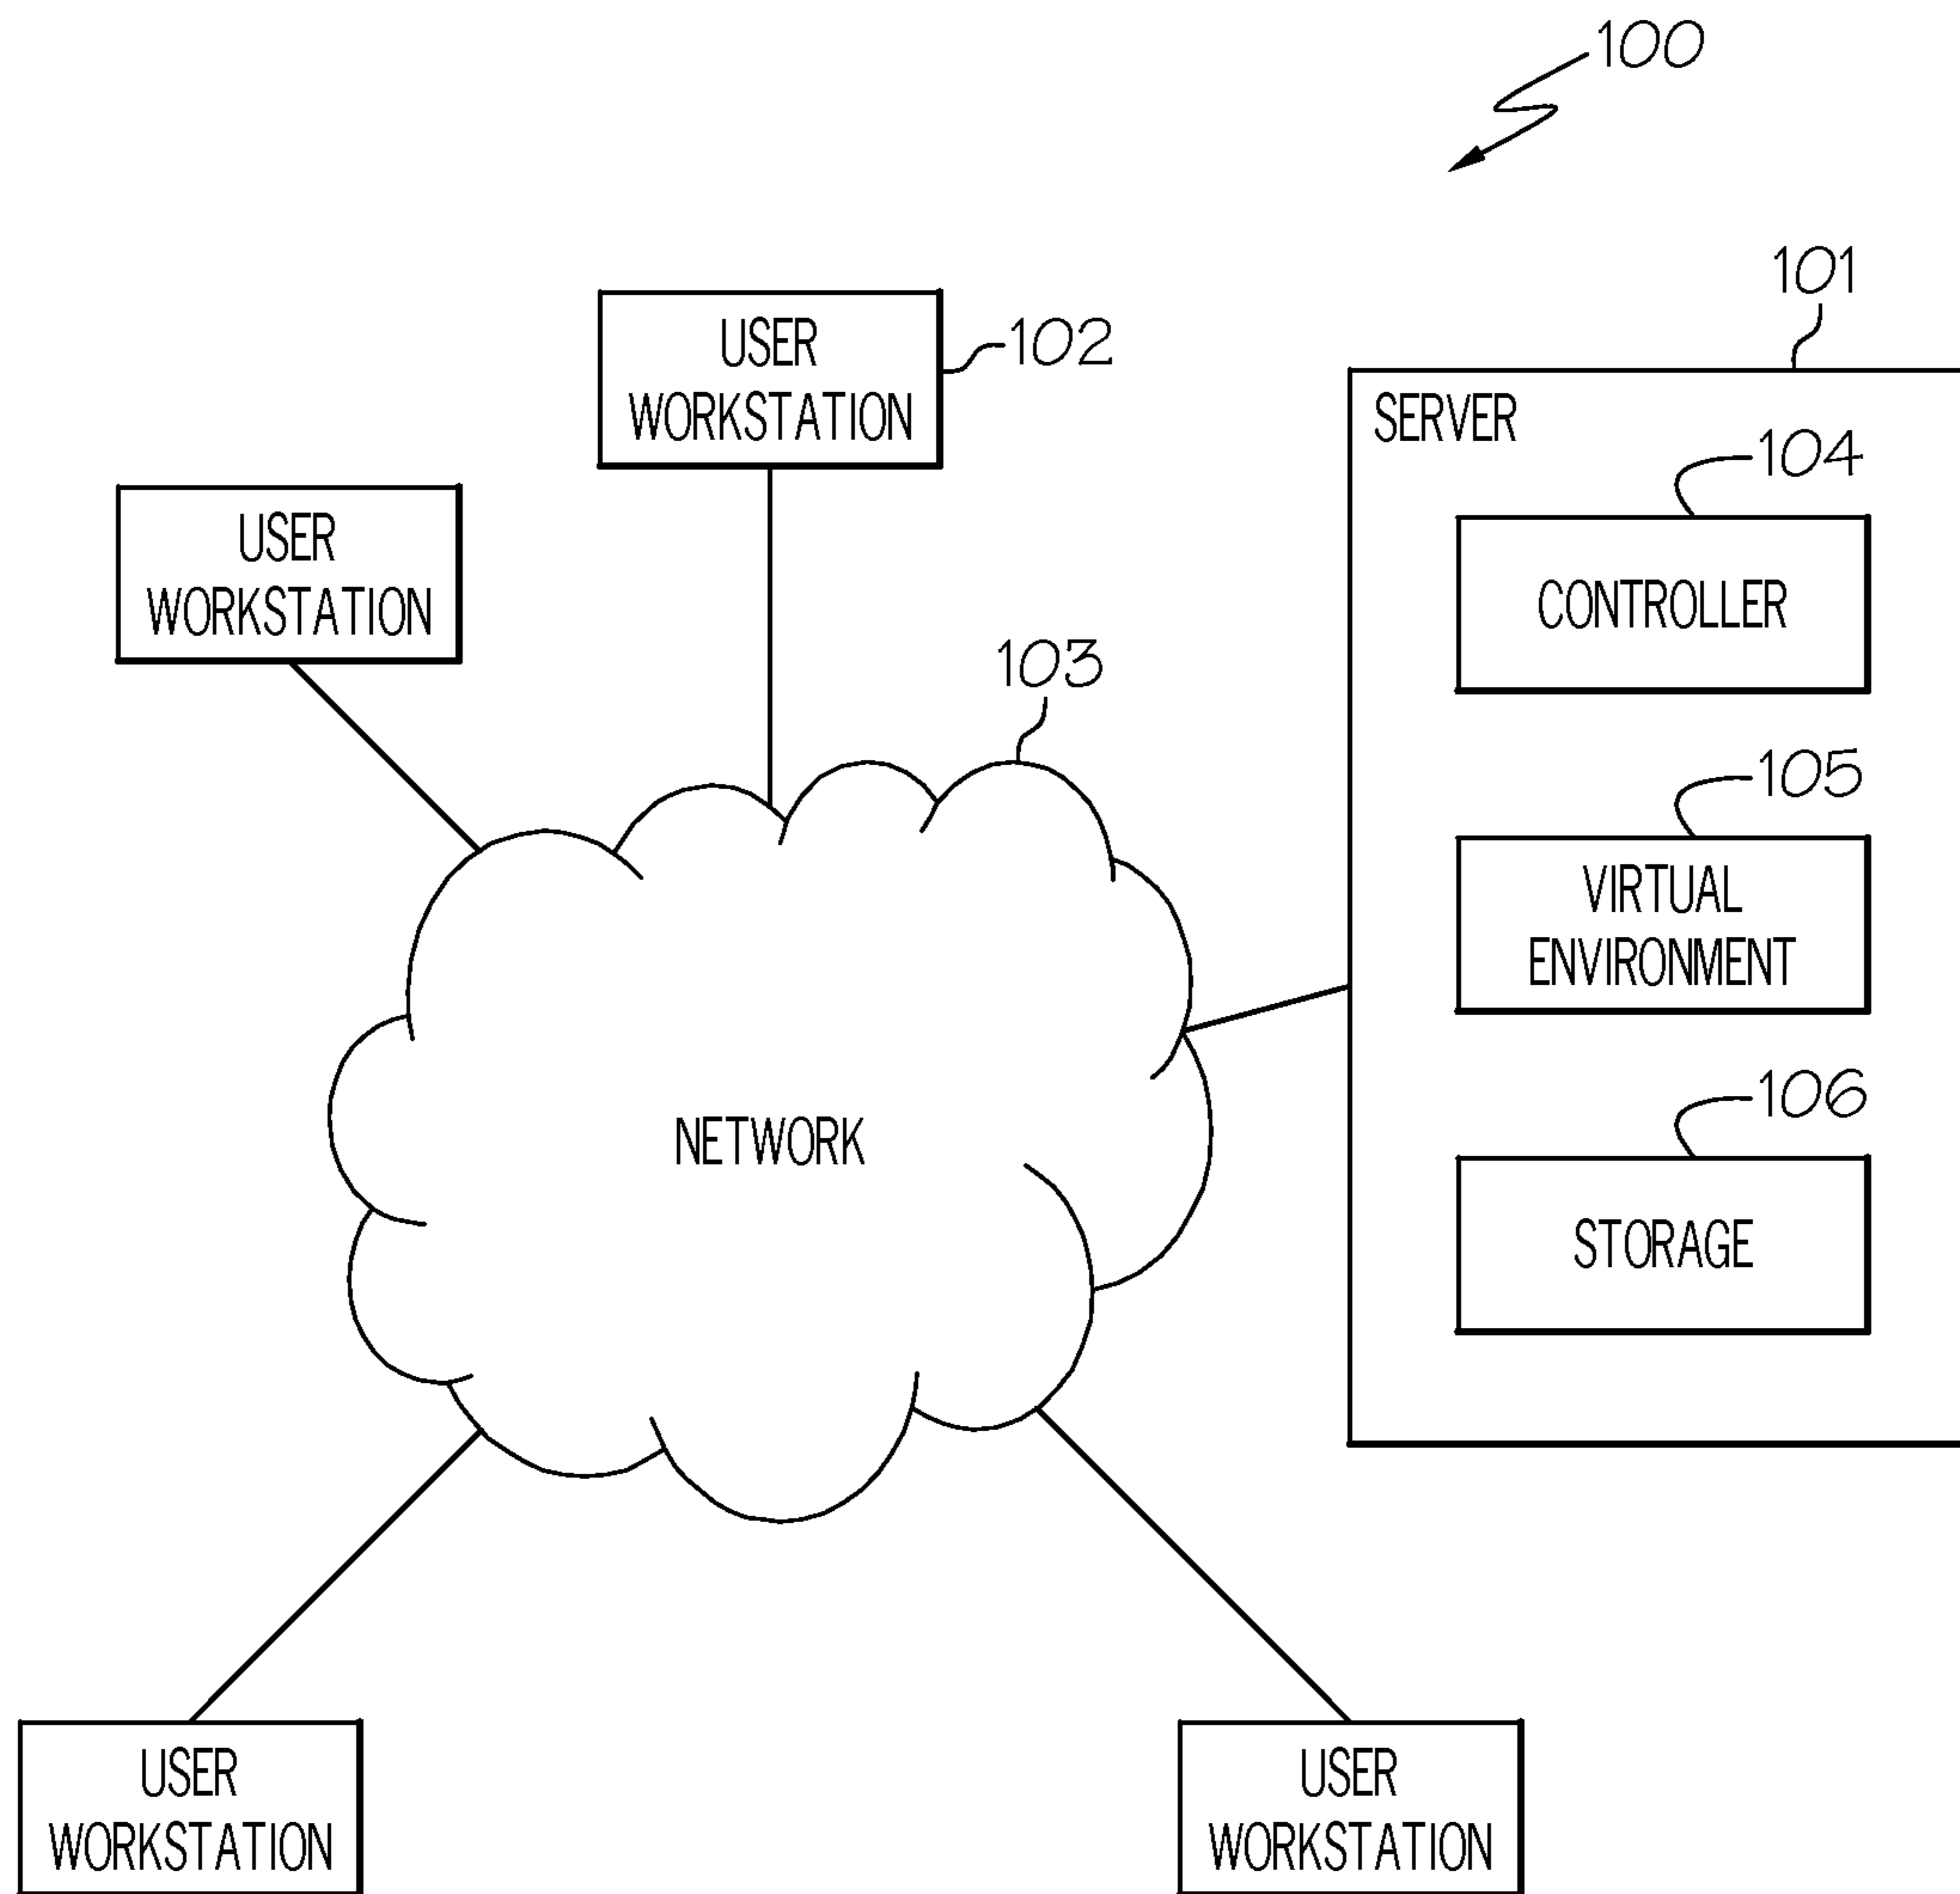 100
101
USER
WORKSTATION
102
SERVER
104
CONTROLLER
USER
WORKSTATION
103
105
VIRTUAL
ENVIRONMENT
NETWORK
106
STORAGE
USER
WORKSTATION
USER
WORKSTATION